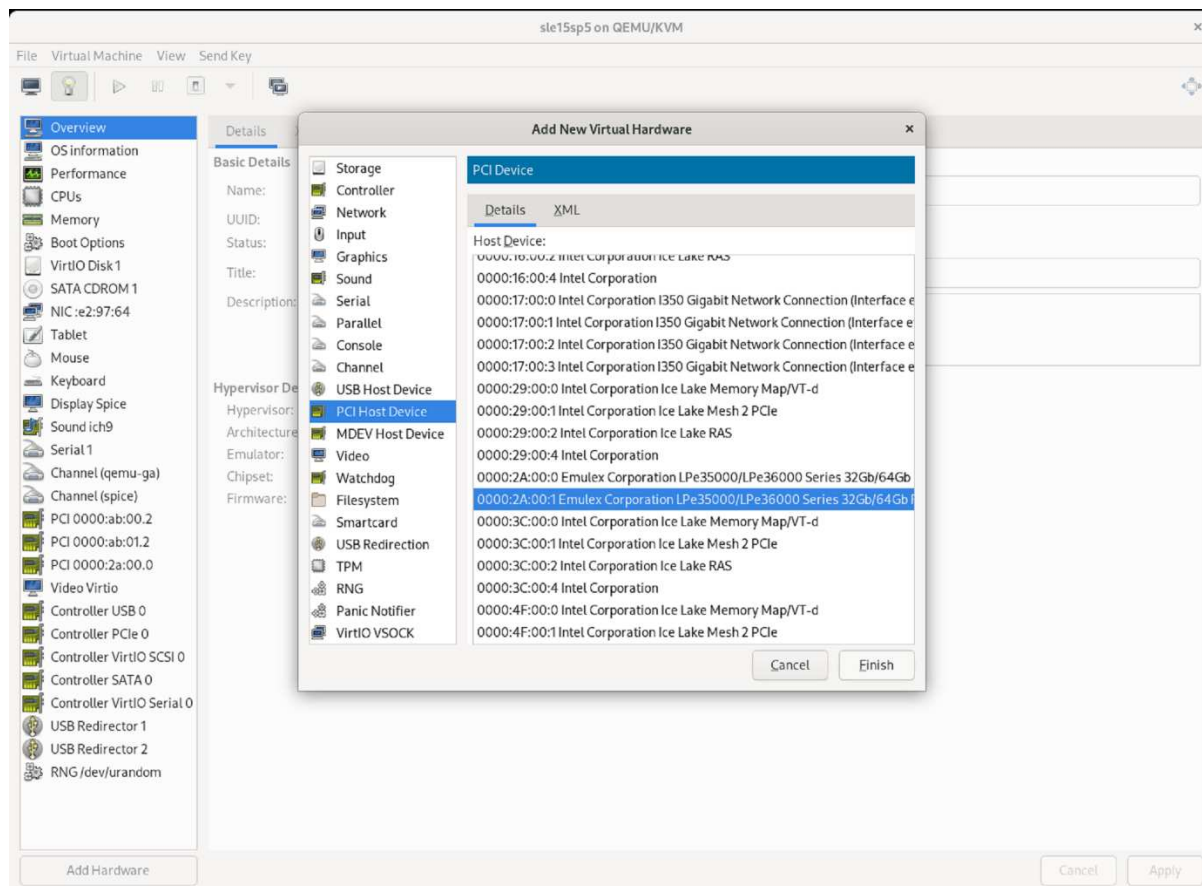 sle15sp5 on QEMU/KVM
File Virtual Machine View Send Key
Overview
OS information
Performance
CPUs
Memory
Boot Options
VirtIO Disk 1
SATA CDROM 1
NIC :e2:97:64
Tablet
Mouse
Keyboard
Display Spice
Sound ich9
Serial 1
Channel (qemu-ga)
Channel (spice)
PCI 0000:ab:00.2
PCI 0000:ab:01.2
PCI 0000:2a:00.0
Video Virtio
Controller USB 0
Controller PCIe 0
Controller VirtIO SCSI 0
Controller SATA 0
Controller VirtIO Serial 0
USB Redirector 1
USB Redirector 2
RNG /dev/urandom
Add Hardware
Details
Basic Details
Name:
UUID:
Status:
Title:
Description:
Hypervisor De
Hypervisor:
Architecture
Emulator:
Chipset:
Firmware:
Add New Virtual Hardware
Storage
Controller
Network
Input
Graphics
Sound
Serial
Parallel
Console
Channel
USB Host Device
PCI Host Device
MDEV Host Device
Video
Watchdog
Filesystem
Smartcard
USB Redirection
TPM
RNG
Panic Notifier
VirtIO VSOCK
PCI Device
Details XML
Host Device:
0000:16:00:2 Intel Corporation Ice Lake RAS
0000:16:00:4 Intel Corporation
0000:17:00:0 Intel Corporation I350 Gigabit Network Connection (Interface e
0000:17:00:1 Intel Corporation I350 Gigabit Network Connection (Interface e
0000:17:00:2 Intel Corporation I350 Gigabit Network Connection (Interface e
0000:17:00:3 Intel Corporation I350 Gigabit Network Connection (Interface e
0000:29:00:0 Intel Corporation Ice Lake Memory Map/VT-d
0000:29:00:1 Intel Corporation Ice Lake Mesh 2 PCIe
0000:29:00:2 Intel Corporation Ice Lake RAS
0000:29:00:4 Intel Corporation
0000:2A:00:0 Emulex Corporation LPe35000/LPe36000 Series 32Gb/64Gb
0000:2A:00:1 Emulex Corporation LPe35000/LPe36000 Series 32Gb/64Gb F
0000:3C:00:0 Intel Corporation Ice Lake Memory Map/VT-d
0000:3C:00:1 Intel Corporation Ice Lake Mesh 2 PCIe
0000:3C:00:2 Intel Corporation Ice Lake RAS
0000:3C:00:4 Intel Corporation
0000:4F:00:0 Intel Corporation Ice Lake Memory Map/VT-d
0000:4F:00:1 Intel Corporation Ice Lake Mesh 2 PCIe
Cancel Finish
Cancel Apply